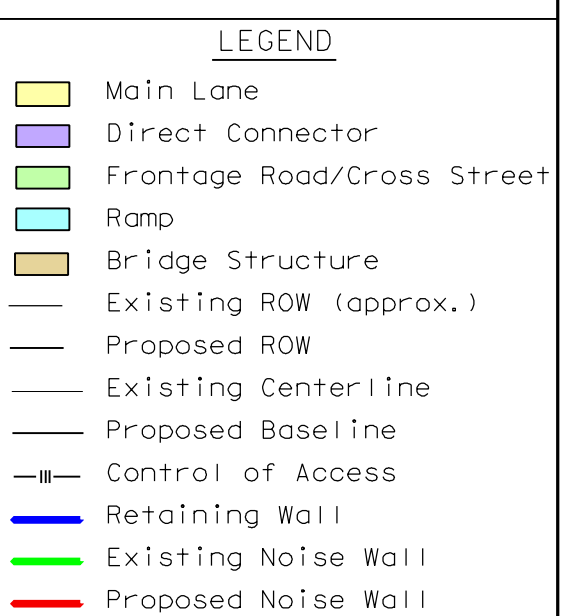 LEGEND
Main Lane
Direct Connector
Frontage Road/Cross Street
Ramp
Bridge Structure
Existing ROW (approx.)
Proposed ROW
Existing Centerline
Proposed Baseline
Control of Access
Retaining Wall
Existing Noise Wall
Proposed Noise Wall